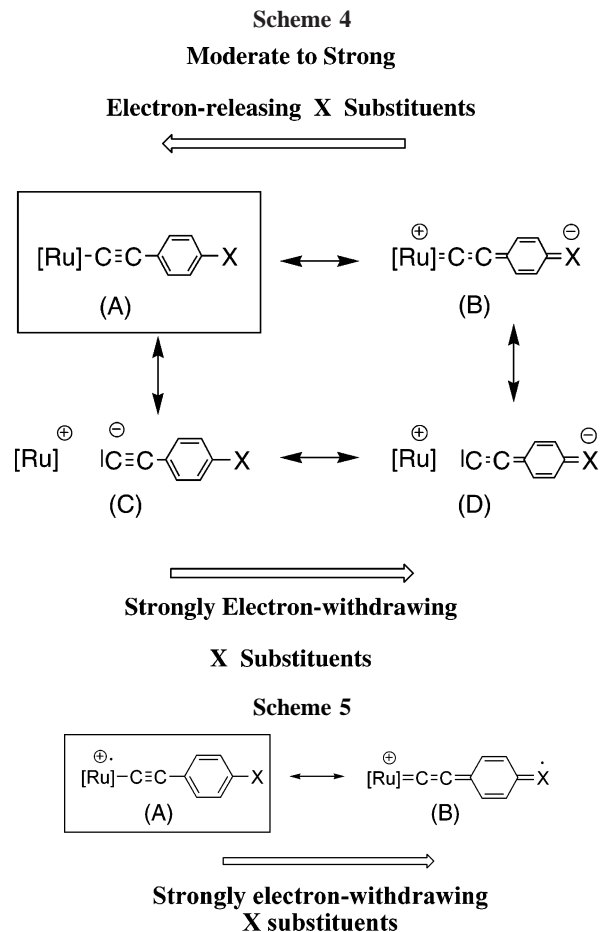 Scheme 4
Moderate to Strong
Electron-releasing X Substituents
[Ru]-C≡C X
⊕ ⊖
[Ru]=C=C= =X
(A)
(B)
⊕ ⊖
[Ru] |C≡C X
⊕ ⊖
[Ru] |C=C= =X
(C)
(D)
Strongly Electron-withdrawing
X Substituents
Scheme 5
⊕·
[Ru]-C≡C X
⊕ ·
[Ru]=C=C= =X
(A)
(B)
Strongly electron-withdrawing
X substituents